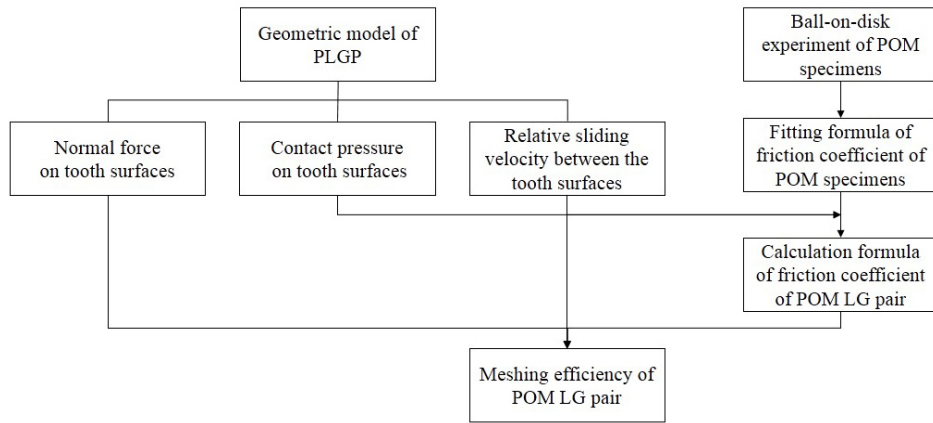 Geometric model of
PLGP
Ball-on-disk
experiment of POM
specimens
Normal force
on tooth surfaces
Contact pressure
on tooth surfaces
Relative sliding
velocity between the
tooth surfaces
Fitting formula of
friction coefficient of
POM specimens
Calculation formula
of friction coefficient
of POM LG pair
Meshing efficiency of
POM LG pair